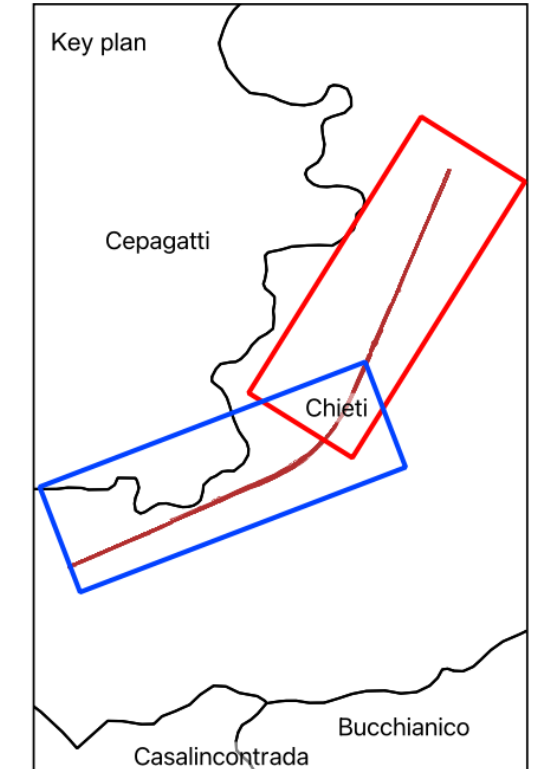 Key plan
Cepagatti
Chieti
Bucchianico
Casalincontrada